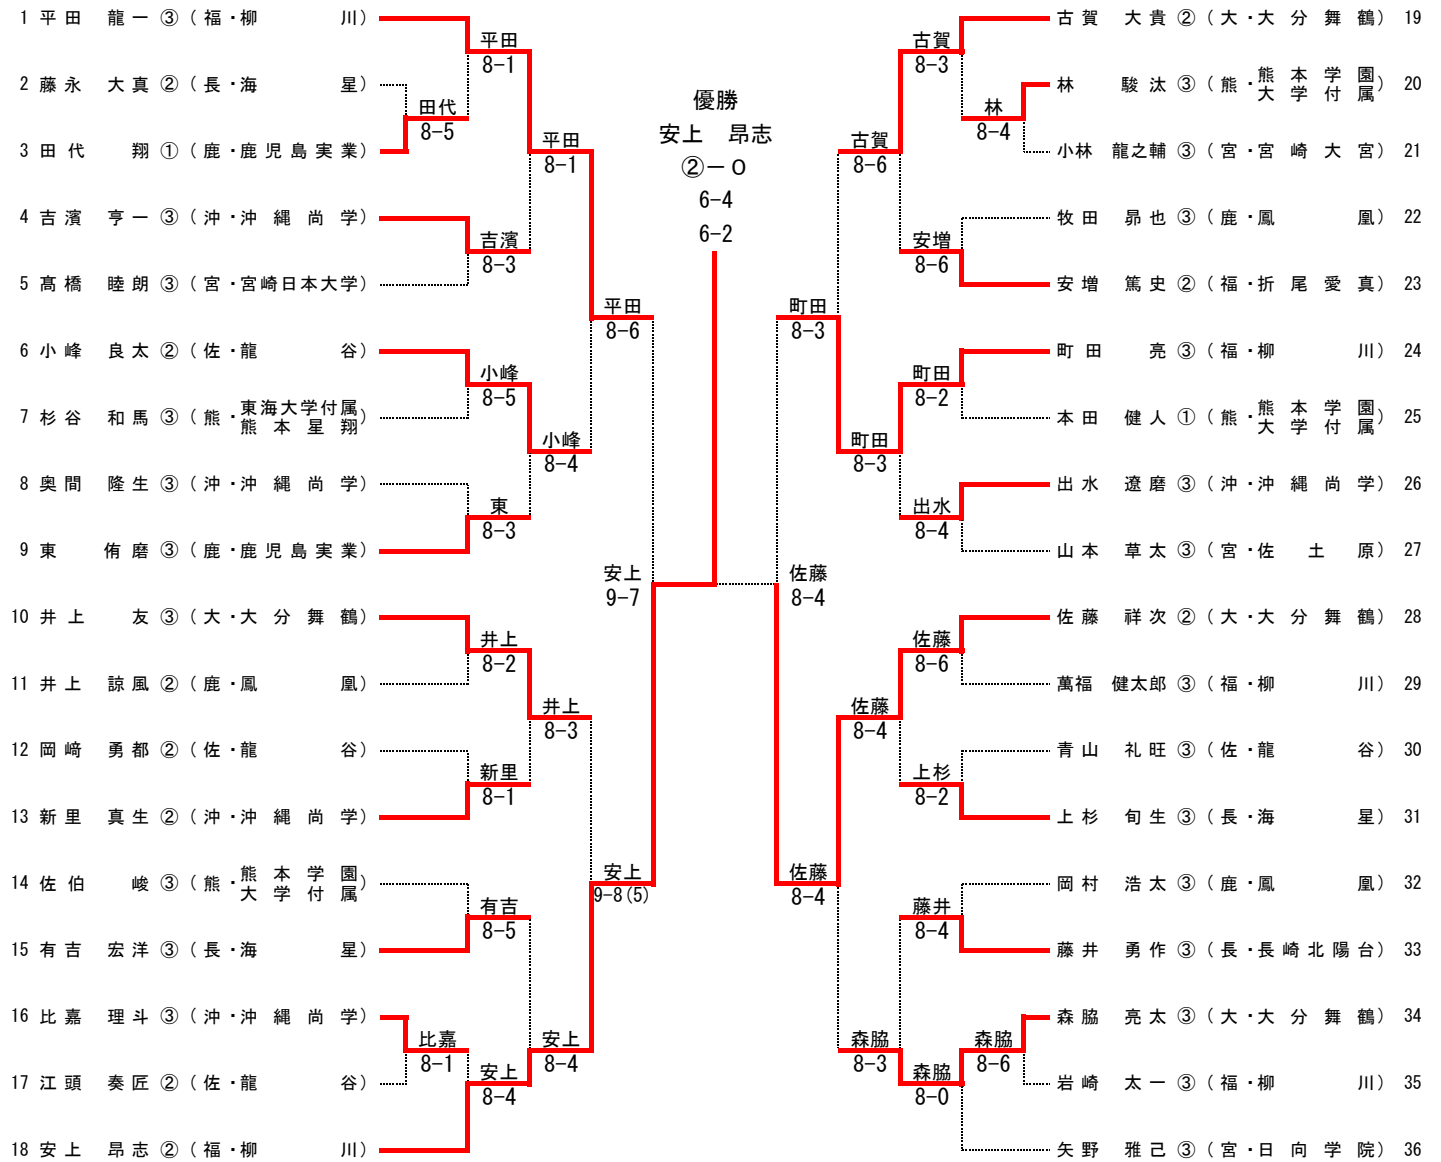 1 平田 龍一 ③ （福・柳川）
2 藤永 大真 ② （長・海星）
3 田代 翔 ① （鹿・鹿児島実業）
4 吉濱 亨一 ③ （沖・沖縄尚学）
5 髙橋 睦朗 ③ （宮・宮崎日本大学）
6 小峰 良太 ② （佐・龍谷）
7 杉谷 和馬 ③ （熊・東海大学付属熊本星翔）
8 奥間 隆生 ③ （沖・沖縄尚学）
9 東 侑磨 ③ （鹿・鹿児島実業）
10 井上 友 ③ （大・大分舞鶴）
11 井上 諒風 ② （鹿・鳳凰）
12 岡﨑 勇都 ② （佐・龍谷）
13 新里 真生 ② （沖・沖縄尚学）
14 佐伯 峻 ③ （熊・熊本学園大学付属）
15 有吉 宏洋 ③ （長・海星）
16 比嘉 理斗 ③ （沖・沖縄尚学）
17 江頭 奏匠 ② （佐・龍谷）
18 安上 昂志 ② （福・柳川）
田代
8-5
比嘉
8-1
平田
8-1
吉濱
8-3
小峰
8-5
東
8-3
井上
8-2
新里
8-1
有吉
8-5
安上
8-4
平田
8-1
小峰
8-4
井上
8-3
安上
8-4
平田
8-6
安上
9-8(5)
安上
9-7
優勝
安上 昂志
②－0
6-4
6-2
佐藤
8-4
町田
8-3
佐藤
8-4
古賀
8-6
町田
8-3
佐藤
8-4
森脇
8-3
古賀
8-3
安増
8-6
町田
8-2
出水
8-4
佐藤
8-6
上杉
8-2
藤井
8-4
森脇
8-0
林
8-4
森脇
8-6
古賀 大貴 ② （大・大分舞鶴） 19
林 駿汰 ③ （熊・熊本学園大学付属） 20
小林 龍之輔 ③ （宮・宮崎大宮） 21
牧田 昴也 ③ （鹿・鳳凰） 22
安増 篤史 ② （福・折尾愛真） 23
町田 亮 ③ （福・柳川） 24
本田 健人 ① （熊・熊本学園大学付属） 25
出水 遼磨 ③ （沖・沖縄尚学） 26
山本 草太 ③ （宮・佐土原） 27
佐藤 祥次 ② （大・大分舞鶴） 28
萬福 健太郎 ③ （福・柳川） 29
青山 礼旺 ③ （佐・龍谷） 30
上杉 旬生 ③ （長・海星） 31
岡村 浩太 ③ （鹿・鳳凰） 32
藤井 勇作 ③ （長・長崎北陽台） 33
森脇 亮太 ③ （大・大分舞鶴） 34
岩崎 太一 ③ （福・柳川） 35
矢野 雅己 ③ （宮・日向学院） 36